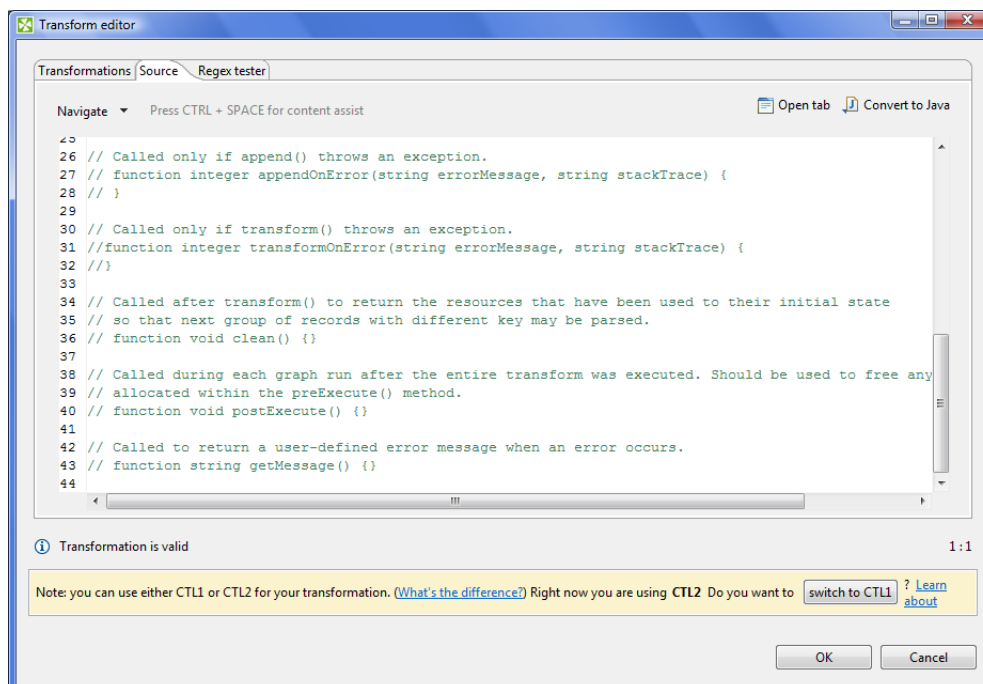 Transform editor
Transformations Source Regex tester
Navigate Press CTRL + SPACE for content assist Open tab Convert to Java
25
26 // Called only if append() throws an exception.
27 // function integer appendOnError(string errorMessage, string stackTrace) {
28 // }
29
30 // Called only if transform() throws an exception.
31 //function integer transformOnError(string errorMessage, string stackTrace) {
32 //}
33
34 // Called after transform() to return the resources that have been used to their initial state
35 // so that next group of records with different key may be parsed.
36 // function void clean() {}
37
38 // Called during each graph run after the entire transform was executed. Should be used to free any
39 // allocated within the preExecute() method.
40 // function void postExecute() {}
41
42 // Called to return a user-defined error message when an error occurs.
43 // function string getMessage() {}
44
Transformation is valid 1:1
Note: you can use either CTL1 or CTL2 for your transformation. (What's the difference?) Right now you are using CTL2 Do you want to switch to CTL1 ? Learn
about
OK Cancel